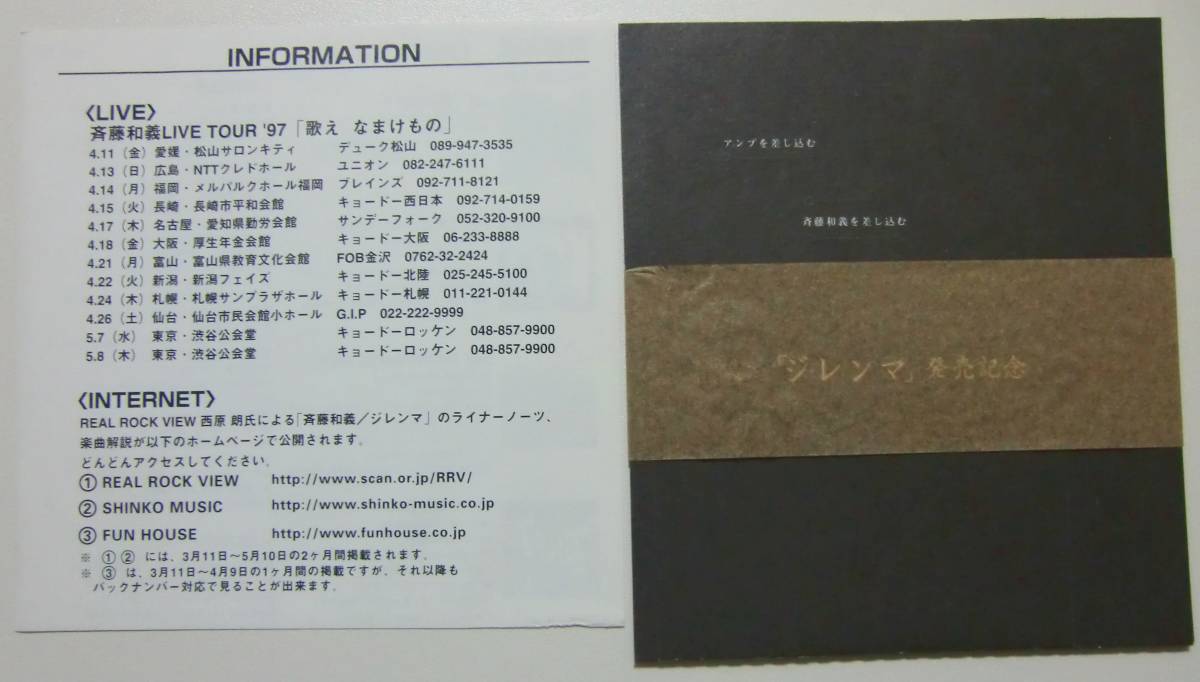 INFORMATION
〈LIVE〉
斉藤和義LIVE TOUR '97「歌え なまけもの」
4.11（金）愛媛・松山サロンキティ デューク松山 089-947-3535
4.13（日）広島・NTTクレドホール ユニオン 082-247-6111
4.14（月）福岡・メルパルクホール福岡 ブレインズ 092-711-8121
4.15（火）長崎・長崎市平和会館 キョードー西日本 092-714-0159
4.17（木）名古屋・愛知県勤労会館 サンデーフォーク 052-320-9100
4.18（金）大阪・厚生年金会館 キョードー大阪 06-233-8888
4.21（月）富山・富山県教育文化会館 FOB金沢 0762-32-2424
4.22（火）新潟・新潟フェイズ キョードー北陸 025-245-5100
4.24（木）札幌・札幌サンプラザホール キョードー札幌 011-221-0144
4.26（土）仙台・仙台市民会館小ホール G.I.P 022-222-9999
5.7（水） 東京・渋谷公会堂 キョードーロッケン 048-857-9900
5.8（木） 東京・渋谷公会堂 キョードーロッケン 048-857-9900
〈INTERNET〉
REAL ROCK VIEW 西原 朗氏による「斉藤和義／ジレンマ」のライナーノーツ、
楽曲解説が以下のホームページで公開されます。
どんどんアクセスしてください。
① REAL ROCK VIEW http://www.scan.or.jp/RRV/
② SHINKO MUSIC http://www.shinko-music.co.jp
③ FUN HOUSE http://www.funhouse.co.jp
※ ①② には、3月11日～5月10日の2ヶ月間掲載されます。
※ ③ は、3月11日～4月9日の1ヶ月間の掲載ですが、それ以降も
バックナンバー対応で見ることが出来ます。
アンプを差し込む
斉藤和義を差し込む
「ジレンマ」発売記念